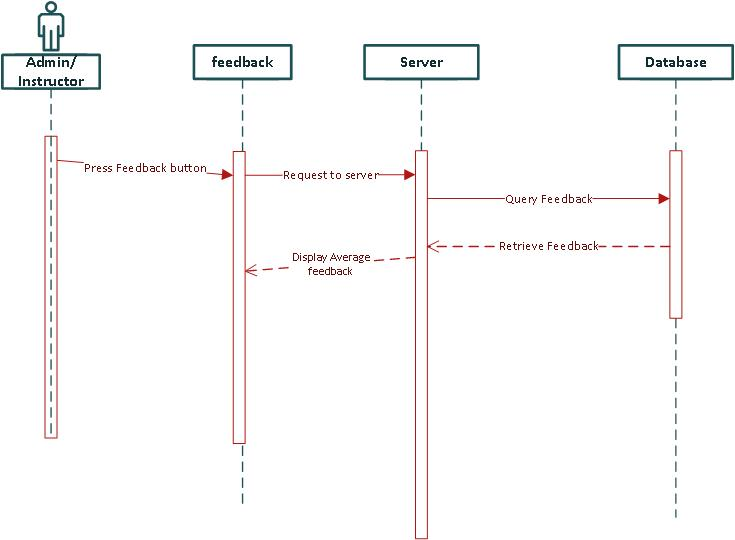 Admin/
Instructor
feedback
Server
Database
Press Feedback button
Request to server
Query Feedback
Retrieve Feedback
Display Average
feedback